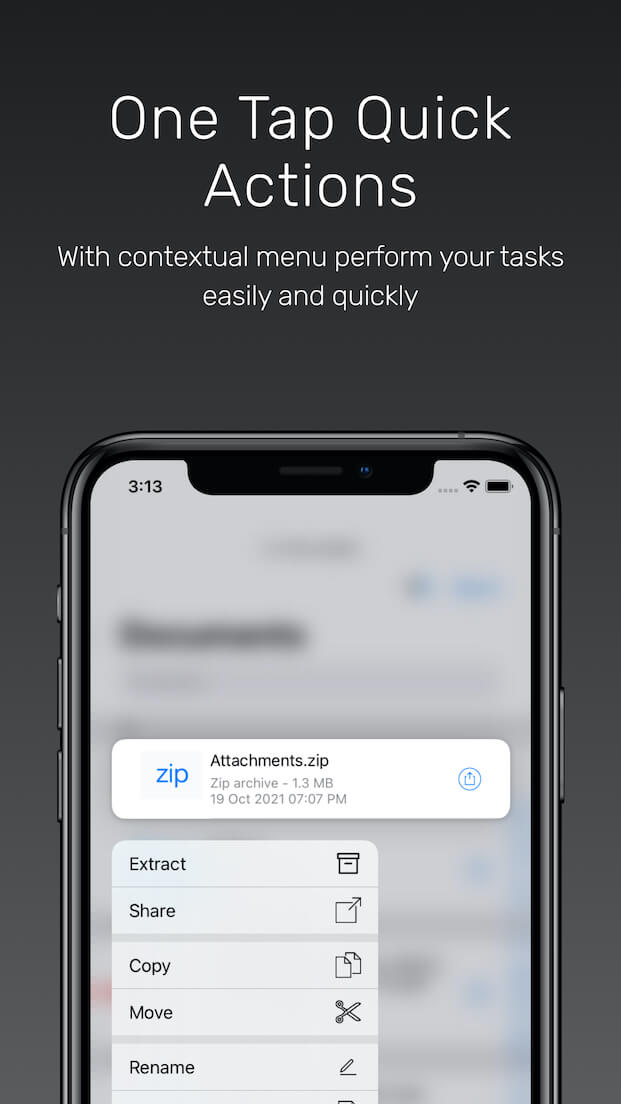 One Tap Quick
Actions
With contextual menu perform your tasks
easily and quickly
3:13
Documents
zip
Attachments.zip
Zip archive - 1.3 MB
19 Oct 2021 07:07 PM
Extract
Share
Copy
Move
Rename